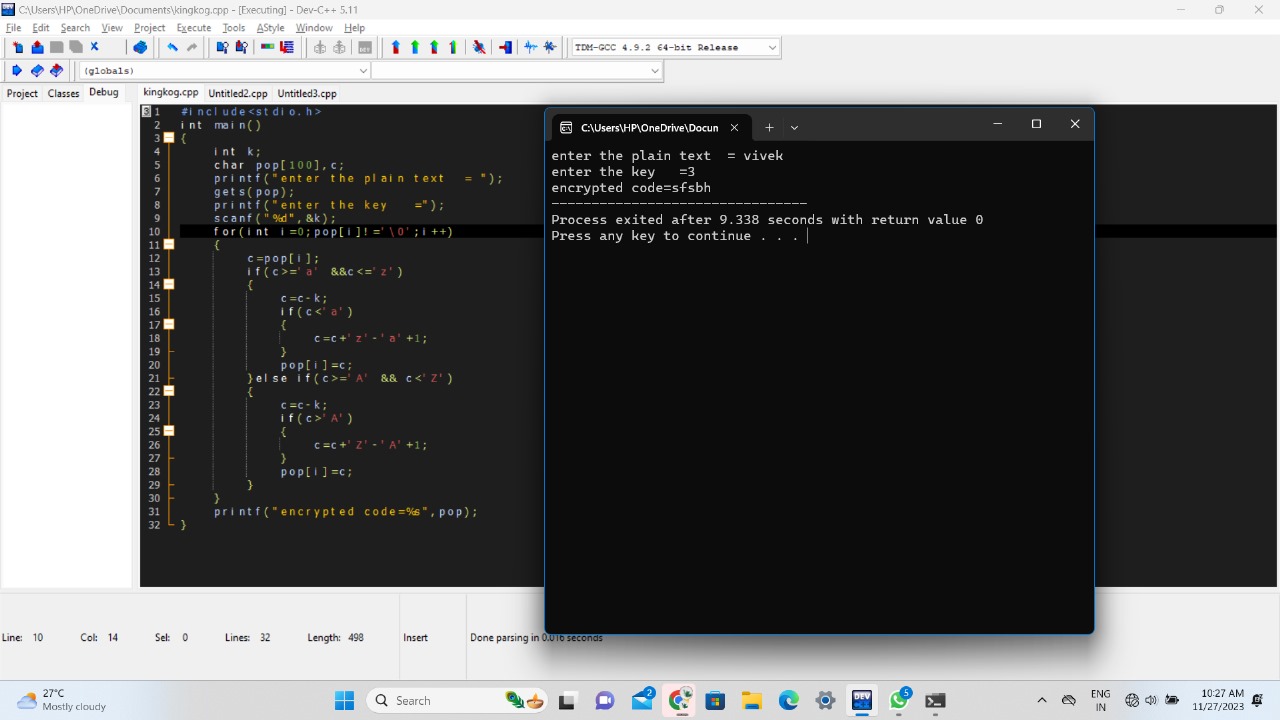 C:\Users\HP\OneDrive\Documents\kingkog.cpp - [Executing] - Dev-C++ 5.11
File Edit Search View Project Execute Tools AStyle Window Help
TDM-GCC 4.9.2 64-bit Release
(globals)
Project Classes Debug
kingkog.cpp Untitled2.cpp Untitled3.cpp
1 #include<stdio.h>
2 int main()
3 {
4 int k;
5 char pop[100],c;
6 printf("enter the plain text  = ");
7 gets(pop);
8 printf("enter the key   =");
9 scanf("%d",&k);
10 for(int i=0;pop[i]!='\0';i++)
11 {
12 c=pop[i];
13 if(c>='a' &&c<='z')
14 {
15 c=c-k;
16 if(c<'a')
17 {
18 c=c+'z'-'a'+1;
19 }
20 pop[i]=c;
21 }else if(c>='A' && c<'Z')
22 {
23 c=c-k;
24 if(c>'A')
25 {
26 c=c+'Z'-'A'+1;
27 }
28 pop[i]=c;
29 }
30 }
31 printf("encrypted code=%s",pop);
32 }
C:\Users\HP\OneDrive\Docun
enter the plain text  = vivek
enter the key   =3
encrypted code=sfsbh
--------------------------------
Process exited after 9.338 seconds with return value 0
Press any key to continue . . .
Line: 10 Col: 14 Sel: 0 Lines: 32 Length: 498 Insert Done parsing in 0.016 seconds
27°C
Mostly cloudy
Search
DEV
2
5
ENG
IN
10:27 AM
11/27/2023